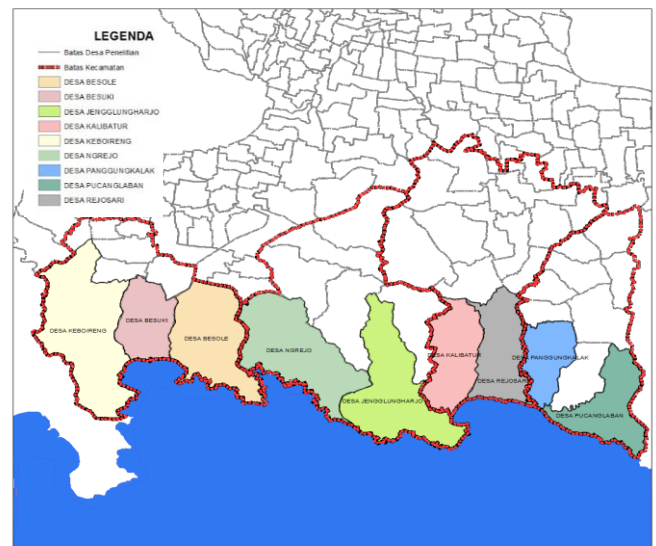 LEGENDA
Batas Desa Penelitian
Batas Kecamatan
DESA BESOLE
DESA BESUKI
DESA JENGGLUNGHARJO
DESA KALIBATUR
DESA KEBOIRENG
DESA NGREJO
DESA PANGGUNGKALAK
DESA PUCANGLABAN
DESA REJOSARI
DESA KEBOIRENG
DESA BESUKI
DESA BESOLE
DESA NGREJO
DESA JENGGLUNGHARJO
DESA KALIBATUR
DESA REJOSARI
DESA PANGGUNGKALAK
DESA PUCANGLABAN